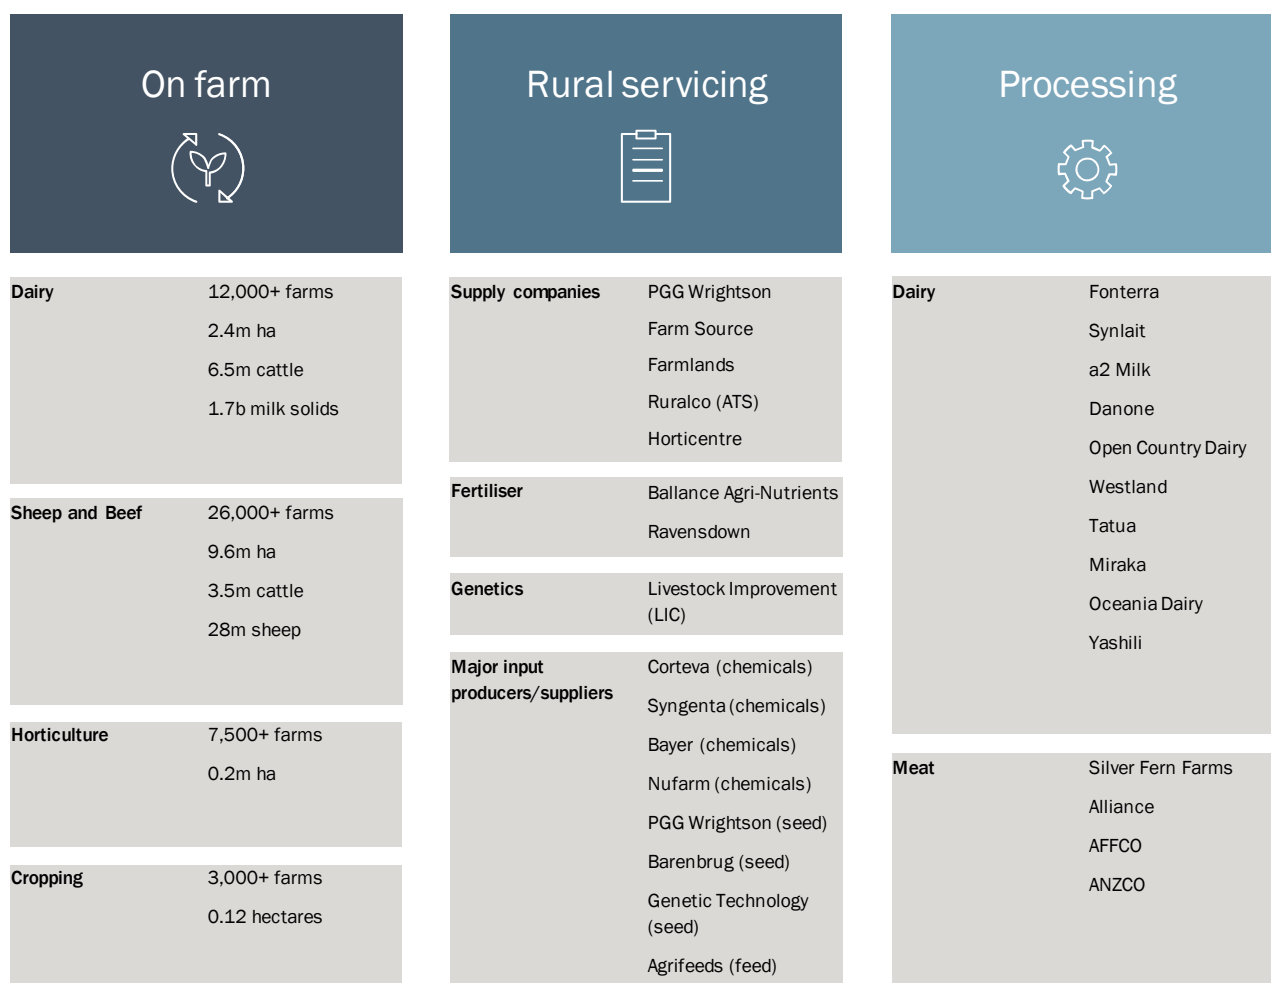 On farm
Dairy
12,000+ farms
2.4m ha
6.5m cattle
1.7b milk solids
Sheep and Beef
26,000+ farms
9.6m ha
3.5m cattle
28m sheep
Horticulture
7,500+ farms
0.2m ha
Cropping
3,000+ farms
0.12 hectares
Rural servicing
Supply companies
PGG Wrightson
Farm Source
Farmlands
Ruralco (ATS)
Horticentre
Fertiliser
Ballance Agri-Nutrients
Ravensdown
Genetics
Livestock Improvement
(LIC)
Major input
producers/suppliers
Corteva (chemicals)
Syngenta (chemicals)
Bayer (chemicals)
Nufarm (chemicals)
PGG Wrightson (seed)
Barenbrug (seed)
Genetic Technology
(seed)
Agrifeeds (feed)
Processing
Dairy
Fonterra
Synlait
a2 Milk
Danone
Open Country Dairy
Westland
Tatua
Miraka
Oceania Dairy
Yashili
Meat
Silver Fern Farms
Alliance
AFFCO
ANZCO